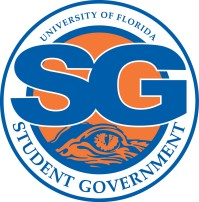 UNIVERSITY OF FLORIDA
SG
STUDENT GOVERNMENT